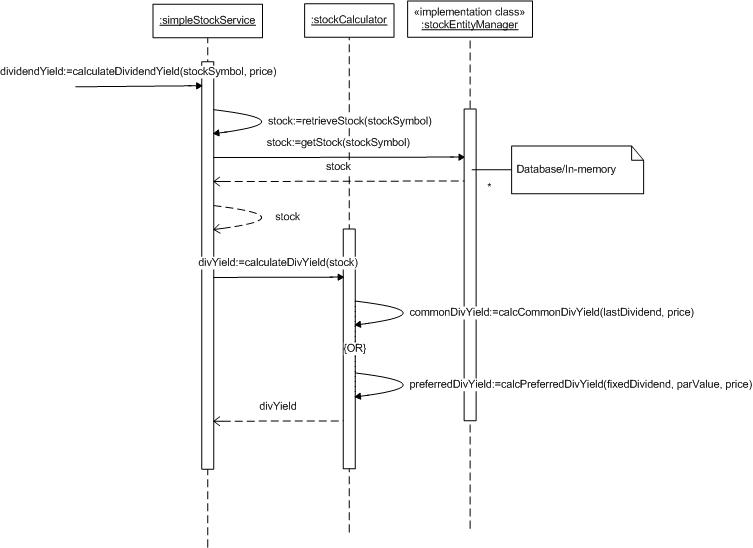 :simpleStockService
:stockCalculator
«implementation class»
:stockEntityManager
dividendYield:=calculateDividendYield(stockSymbol, price)
stock:=retrieveStock(stockSymbol)
stock:=getStock(stockSymbol)
stock
Database/In-memory
*
stock
divYield:=calculateDivYield(stock)
commonDivYield:=calcCommonDivYield(lastDividend, price)
{OR}
preferredDivYield:=calcPreferredDivYield(fixedDividend, parValue, price)
divYield